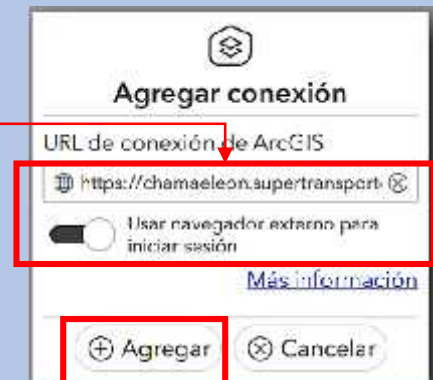 Agregar conexión
URL de conexión de ArcGIS
https://chamaeleon.supertransport
Usar navegador externo para
iniciar sesión
Más información
Agregar
Cancelar